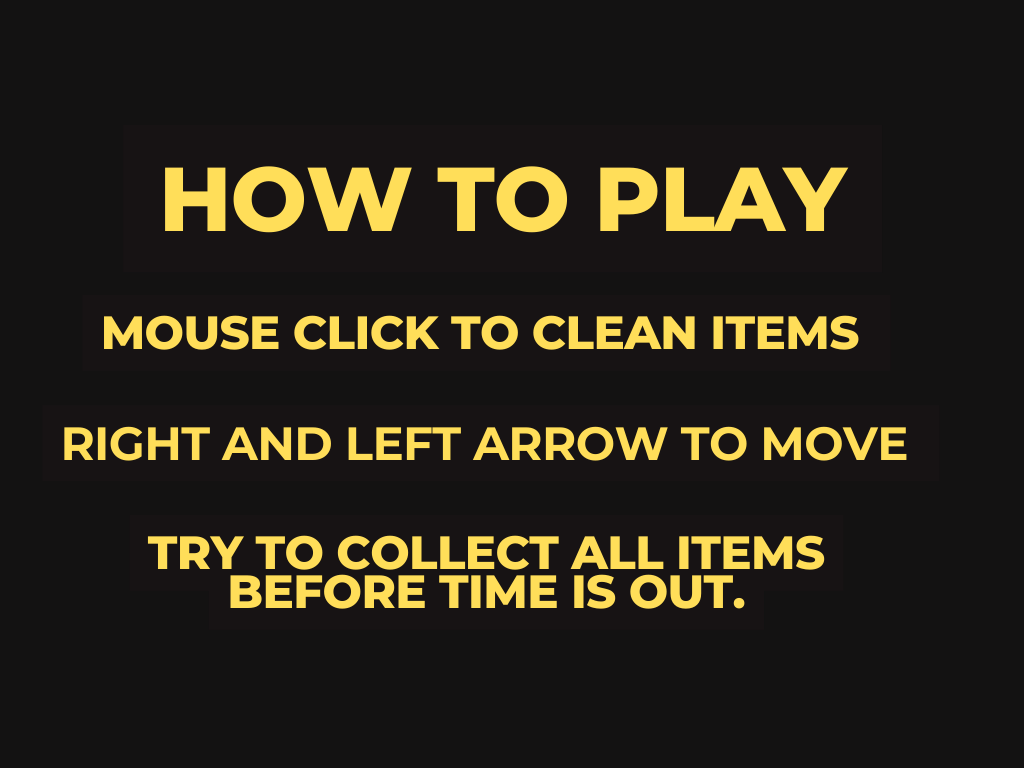 HOW TO PLAY
MOUSE CLICK TO CLEAN ITEMS
RIGHT AND LEFT ARROW TO MOVE
TRY TO COLLECT ALL ITEMS
BEFORE TIME IS OUT.